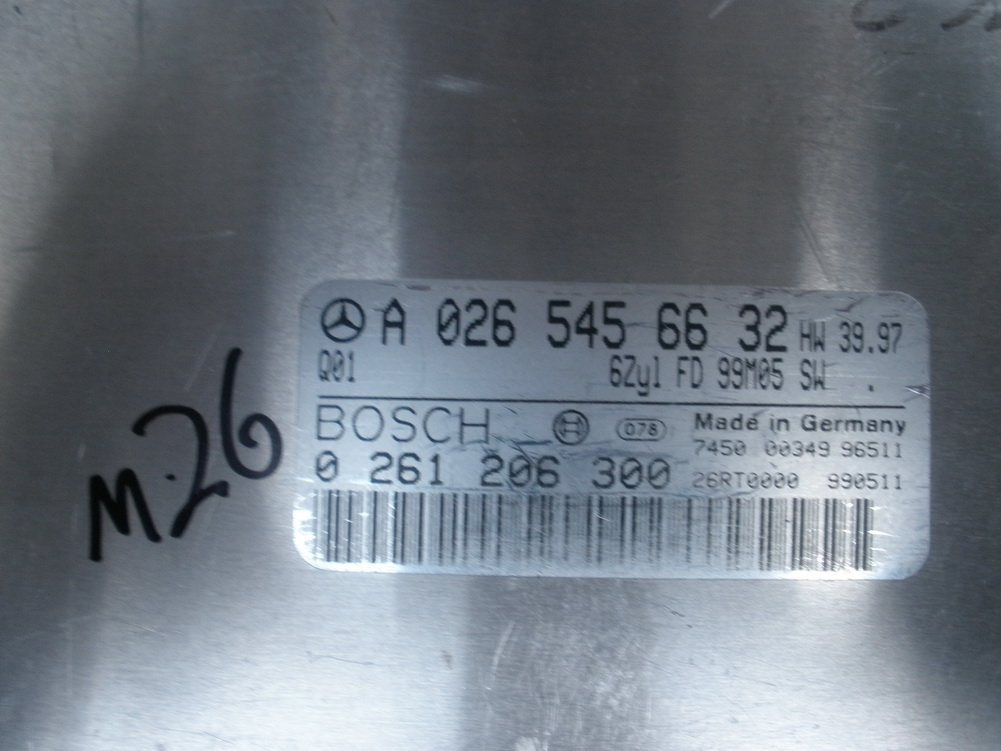 A 026 545 66 32 HW 39.97
Q01 6Zyl FD 99M05 SW .
BOSCH 078 Made in Germany
7450 00349 96511
0 261 206 300 26RT0000 990511
M.26